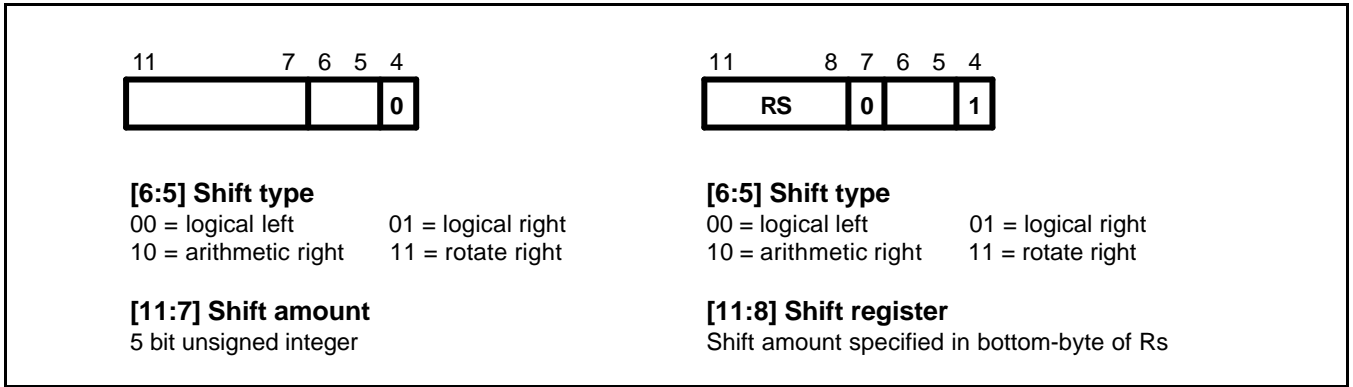 11 7 6 5 4
0
[6:5] Shift type
00 = logical left 01 = logical right
10 = arithmetic right 11 = rotate right
[11:7] Shift amount
5 bit unsigned integer
11 8 7 6 5 4
RS 0 1
[6:5] Shift type
00 = logical left 01 = logical right
10 = arithmetic right 11 = rotate right
[11:8] Shift register
Shift amount specified in bottom-byte of Rs